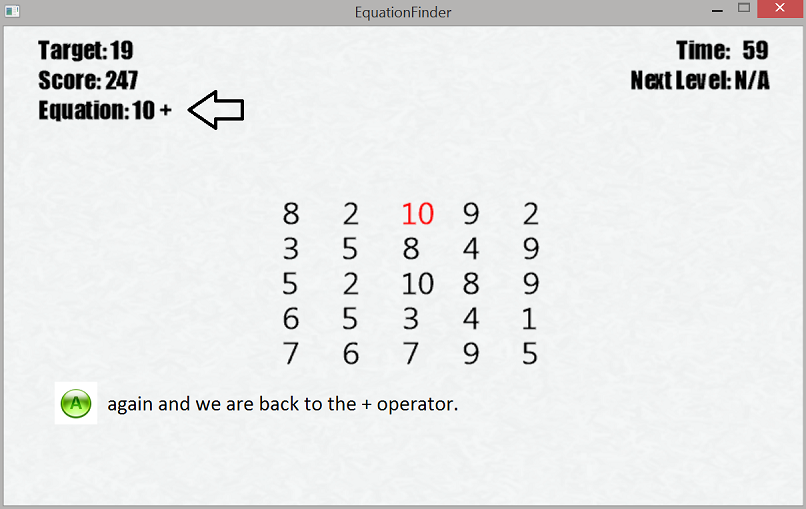 EquationFinder
Target: 19
Time: 59
Score: 247
Next Level: N/A
Equation: 10 +
8 2 10 9 2
3 5 8 4 9
5 2 10 8 9
6 5 3 4 1
7 6 7 9 5
A again and we are back to the + operator.